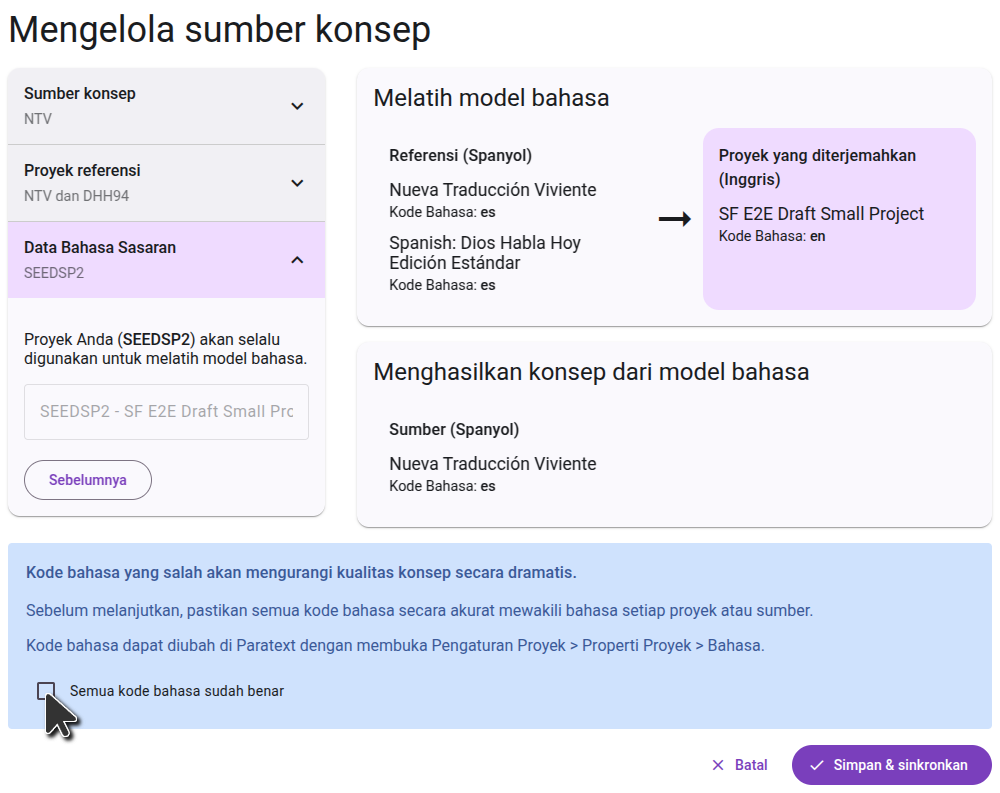 Mengelola sumber konsep
Sumber konsep
NTV
Proyek referensi
NTV dan DHH94
Data Bahasa Sasaran
SEEDSP2
Proyek Anda (SEEDSP2) akan selalu
digunakan untuk melatih model bahasa.
SEEDSP2 - SF E2E Draft Small Pro
Sebelumnya
Melatih model bahasa
Referensi (Spanyol)
Nueva Traducción Viviente
Kode Bahasa: es
Spanish: Dios Habla Hoy
Edición Estándar
Kode Bahasa: es
Proyek yang diterjemahkan
(Inggris)
SF E2E Draft Small Project
Kode Bahasa: en
Menghasilkan konsep dari model bahasa
Sumber (Spanyol)
Nueva Traducción Viviente
Kode Bahasa: es
Kode bahasa yang salah akan mengurangi kualitas konsep secara dramatis.
Sebelum melanjutkan, pastikan semua kode bahasa secara akurat mewakili bahasa setiap proyek atau sumber.
Kode bahasa dapat diubah di Paratext dengan membuka Pengaturan Proyek > Properti Proyek > Bahasa.
Semua kode bahasa sudah benar
Batal
Simpan & sinkronkan